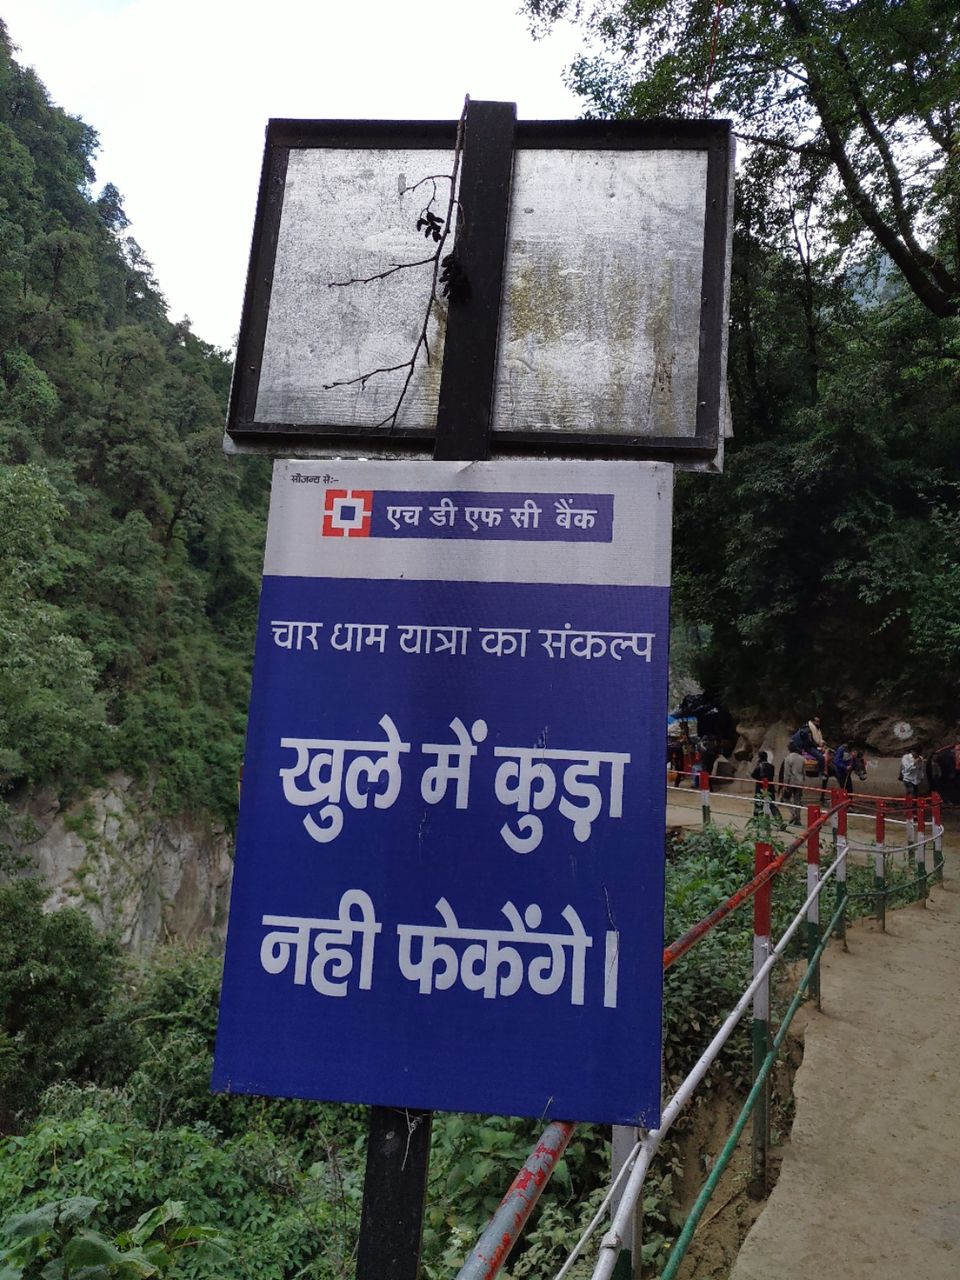 सौजन्य से:-
एच डी एफ सी बैंक
चार धाम यात्रा का संकल्प
खुले में कुड़ा
नही फेकेंगे।